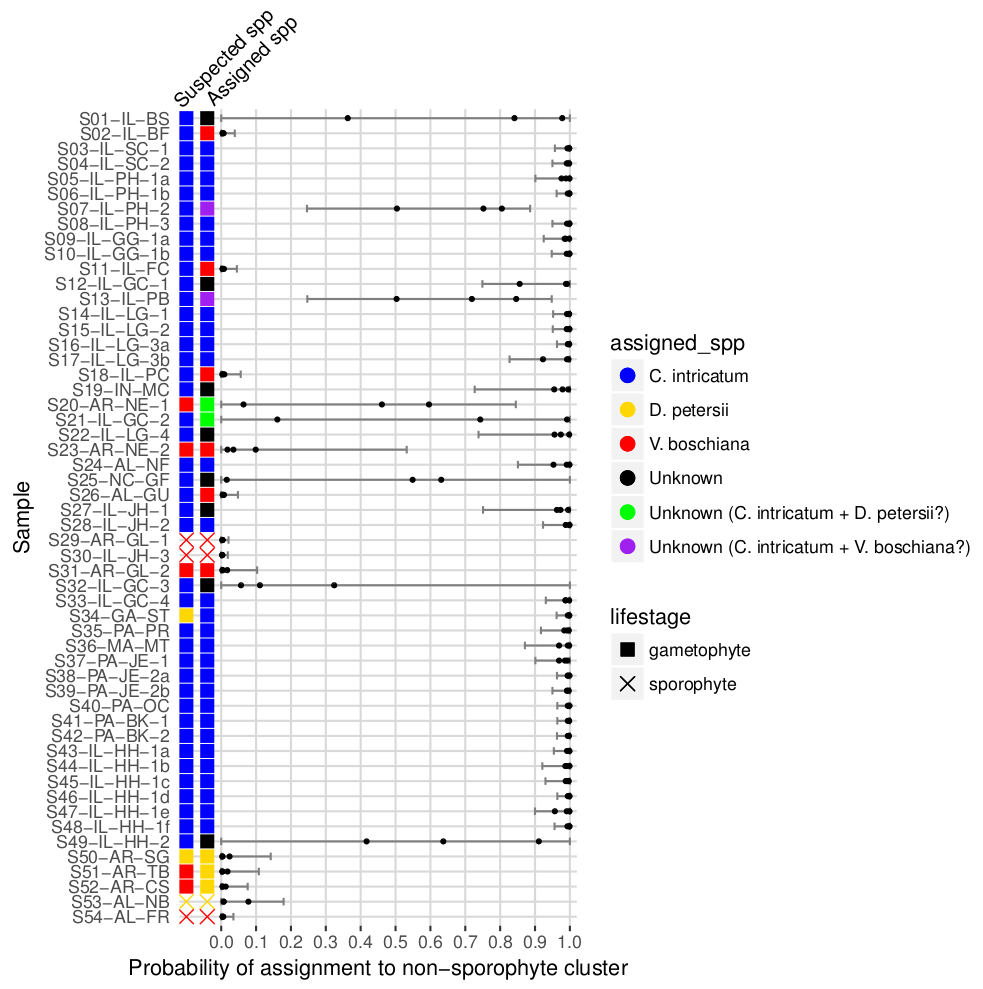 Suspected spp
Assigned spp
S01−IL−BS
S02−IL−BF
S03−IL−SC−1
S04−IL−SC−2
S05−IL−PH−1a
S06−IL−PH−1b
S07−IL−PH−2
S08−IL−PH−3
S09−IL−GG−1a
S10−IL−GG−1b
S11−IL−FC
S12−IL−GC−1
S13−IL−PB
S14−IL−LG−1
S15−IL−LG−2
S16−IL−LG−3a
S17−IL−LG−3b
S18−IL−PC
S19−IN−MC
S20−AR−NE−1
S21−IL−GC−2
S22−IL−LG−4
S23−AR−NE−2
S24−AL−NF
S25−NC−GF
S26−AL−GU
S27−IL−JH−1
S28−IL−JH−2
S29−AR−GL−1
S30−IL−JH−3
S31−AR−GL−2
S32−IL−GC−3
S33−IL−GC−4
S34−GA−ST
S35−PA−PR
S36−MA−MT
S37−PA−JE−1
S38−PA−JE−2a
S39−PA−JE−2b
S40−PA−OC
S41−PA−BK−1
S42−PA−BK−2
S43−IL−HH−1a
S44−IL−HH−1b
S45−IL−HH−1c
S46−IL−HH−1d
S47−IL−HH−1e
S48−IL−HH−1f
S49−IL−HH−2
S50−AR−SG
S51−AR−TB
S52−AR−CS
S53−AL−NB
S54−AL−FR
Sample
0.0 0.1 0.2 0.3 0.4 0.5 0.6 0.7 0.8 0.9 1.0
Probability of assignment to non−sporophyte cluster
assigned_spp
C. intricatum
D. petersii
V. boschiana
Unknown
Unknown (C. intricatum + D. petersii?)
Unknown (C. intricatum + V. boschiana?)
lifestage
gametophyte
sporophyte